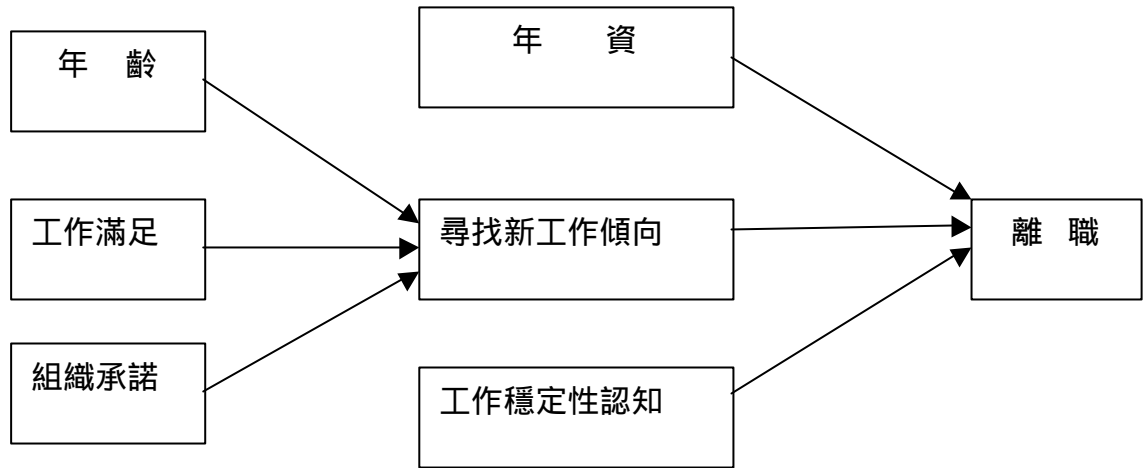 年 資
年 齡
工作滿足
尋找新工作傾向
離 職
組織承諾
工作穩定性認知